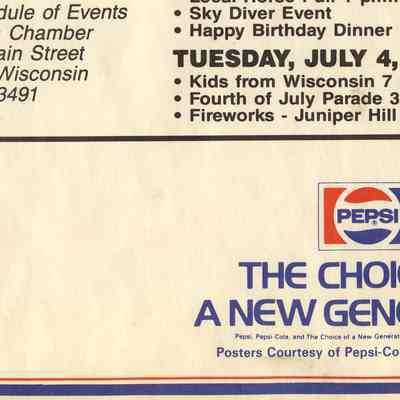 dule of Events
Chamber
ain Street
Wisconsin
3491
• Sky Diver Event
• Happy Birthday Dinner
TUESDAY, JULY 4,
• Kids from Wisconsin 7
• Fourth of July Parade 3
• Fireworks - Juniper Hill
PEPSI
THE CHOIC
A NEW GENE
Pepsi, Pepsi-Cola, and The Choice of a New Generat
Posters Courtesy of Pepsi-Co